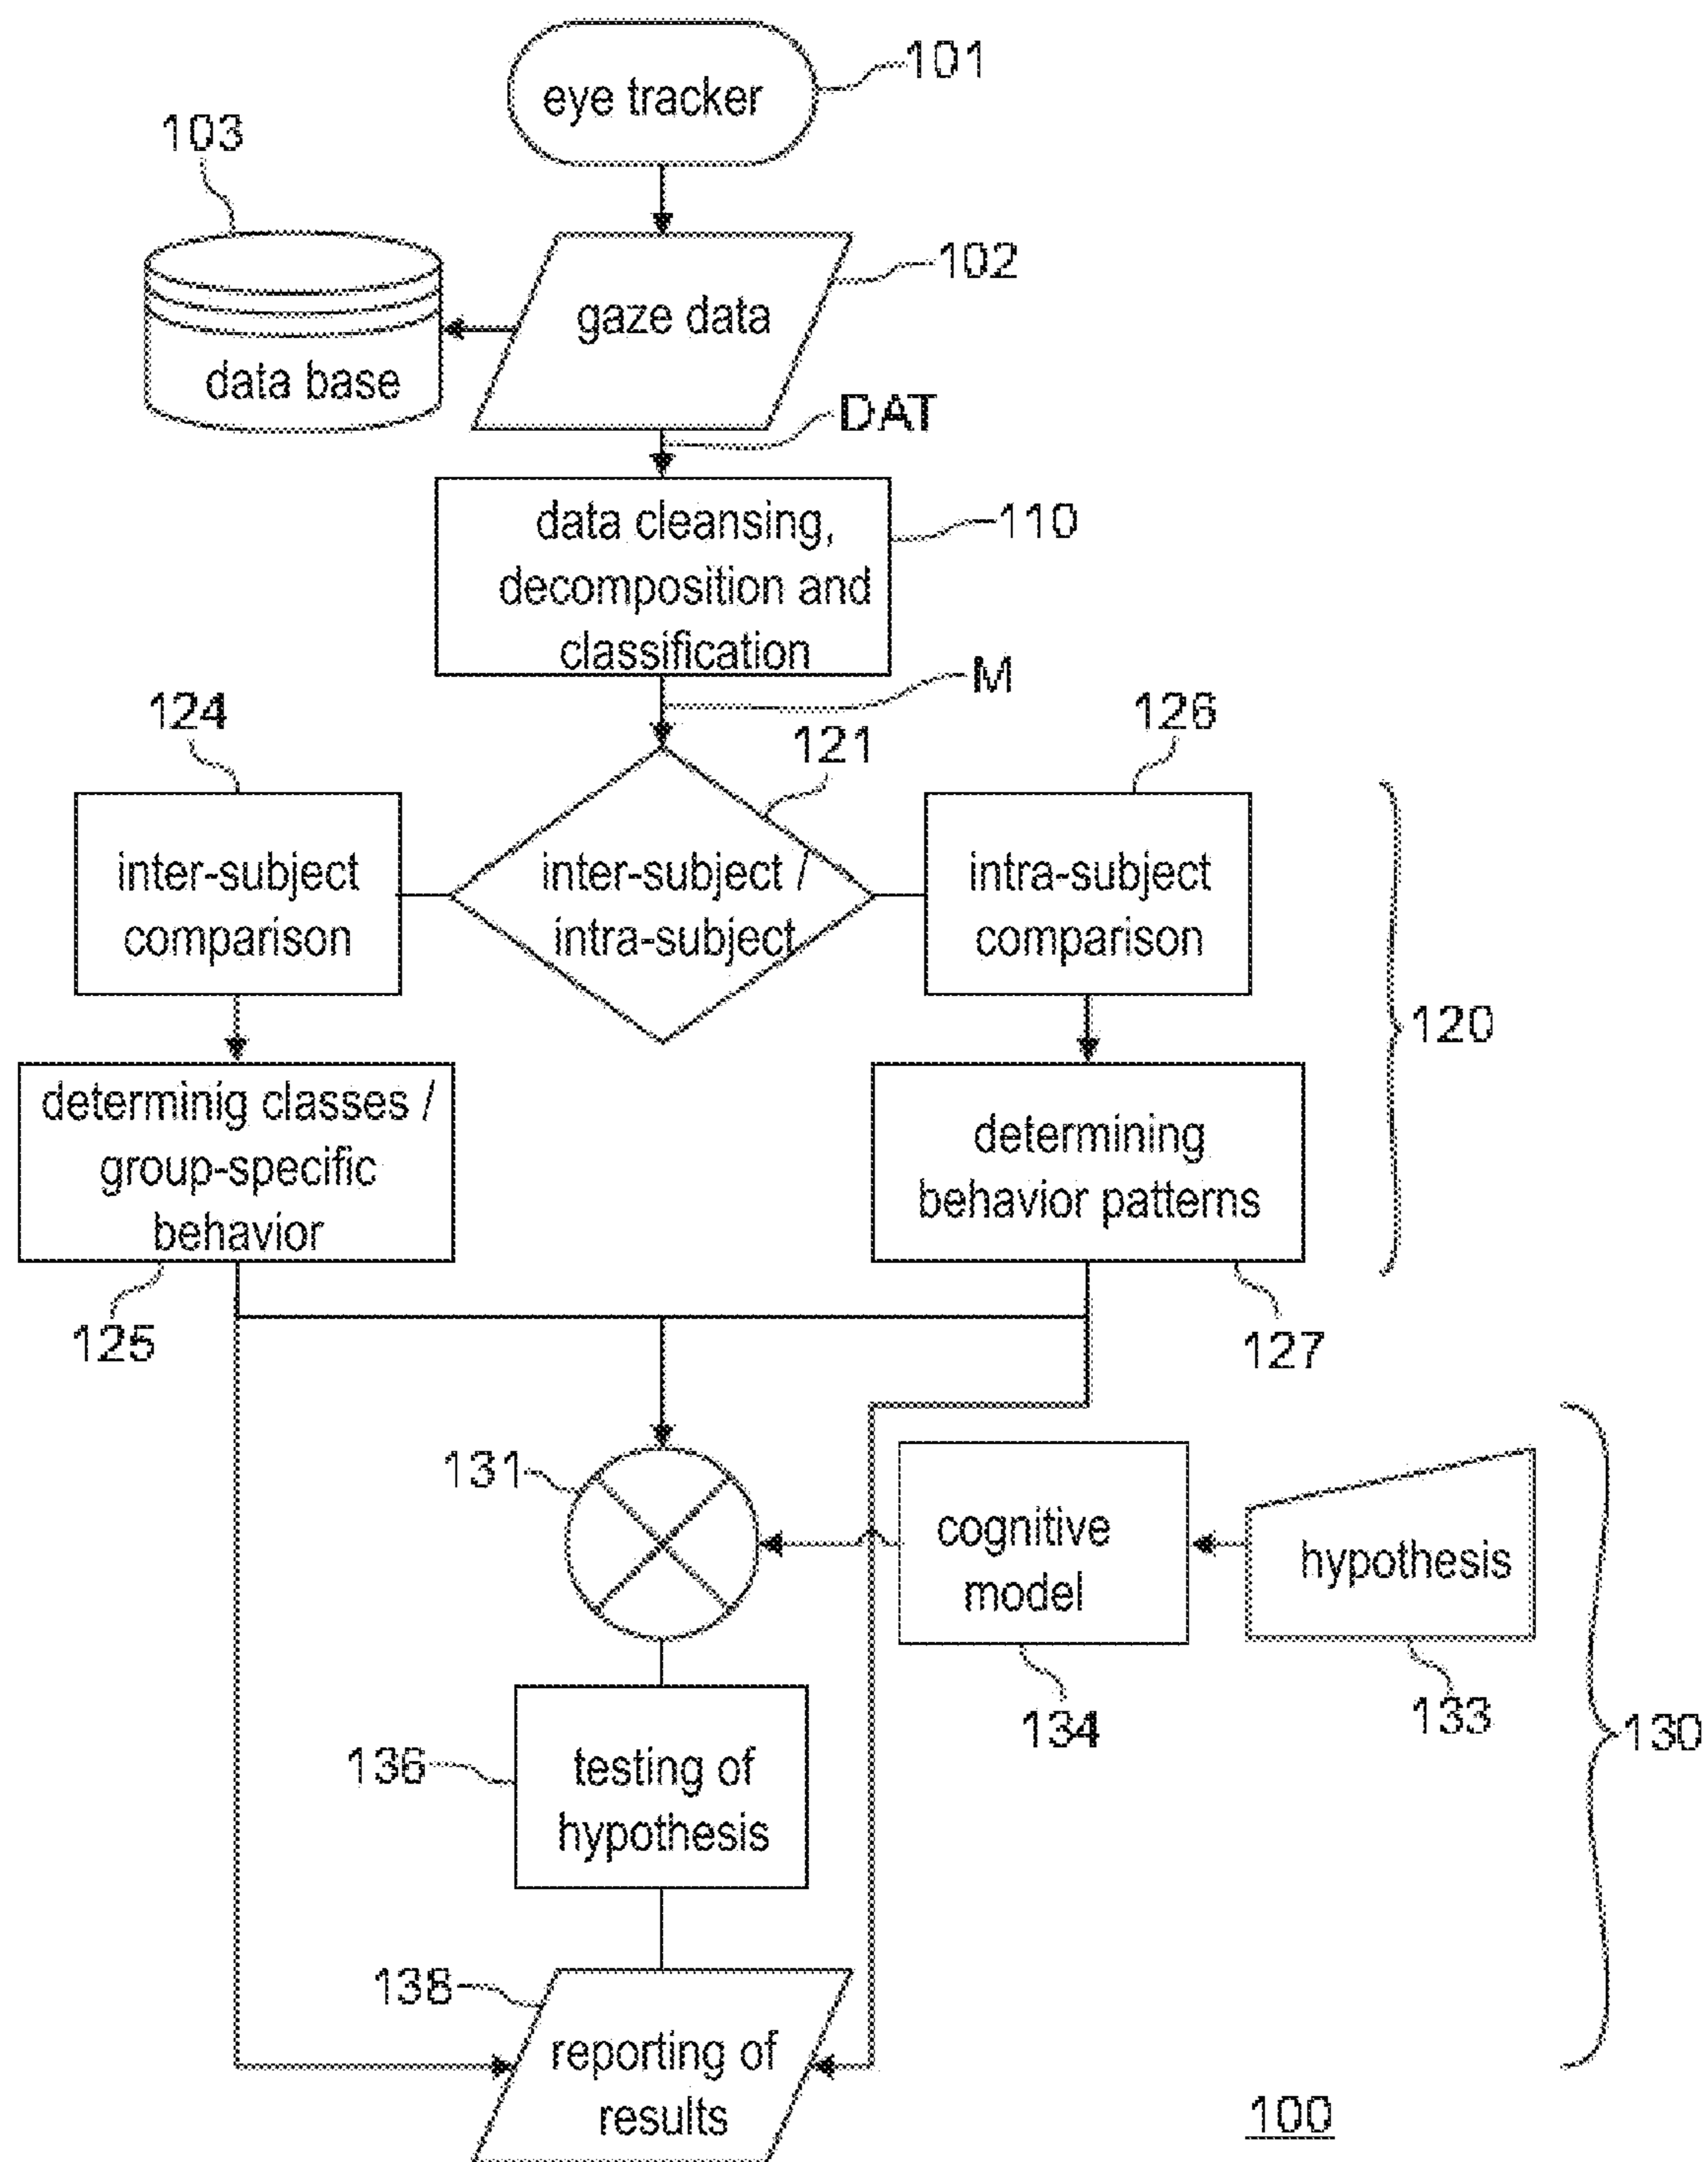 eye tracker
101
103
102
gaze data
data base
DAT
data cleansing,
decomposition and
classification
110
M
124
121
126
inter-subject
comparison
inter-subject /
intra-subject
intra-subject
comparison
120
determinig classes /
group-specific
behavior
determining
behavior patterns
125
127
131
cognitive
model
hypothesis
134
133
130
136
testing of
hypothesis
138
reporting of
results
100